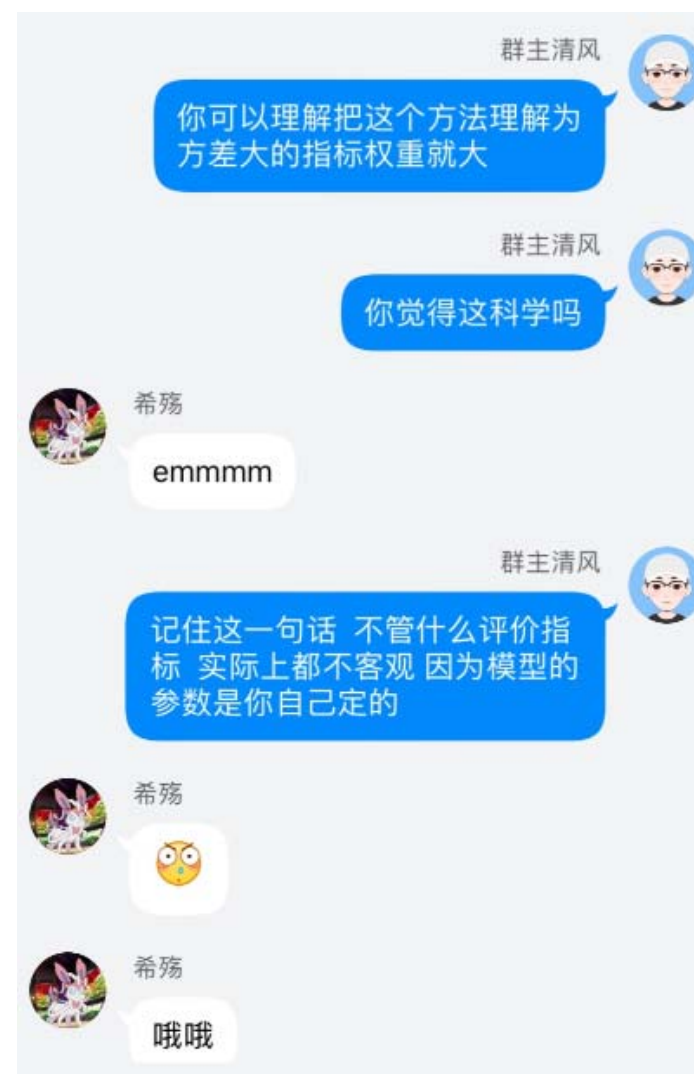 群主清风
你可以理解把这个方法理解为
方差大的指标权重就大
群主清风
你觉得这科学吗
希殇
emmmm
群主清风
记住这一句话 不管什么评价指
标 实际上都不客观 因为模型的
参数是你自己定的
希殇
希殇
哦哦